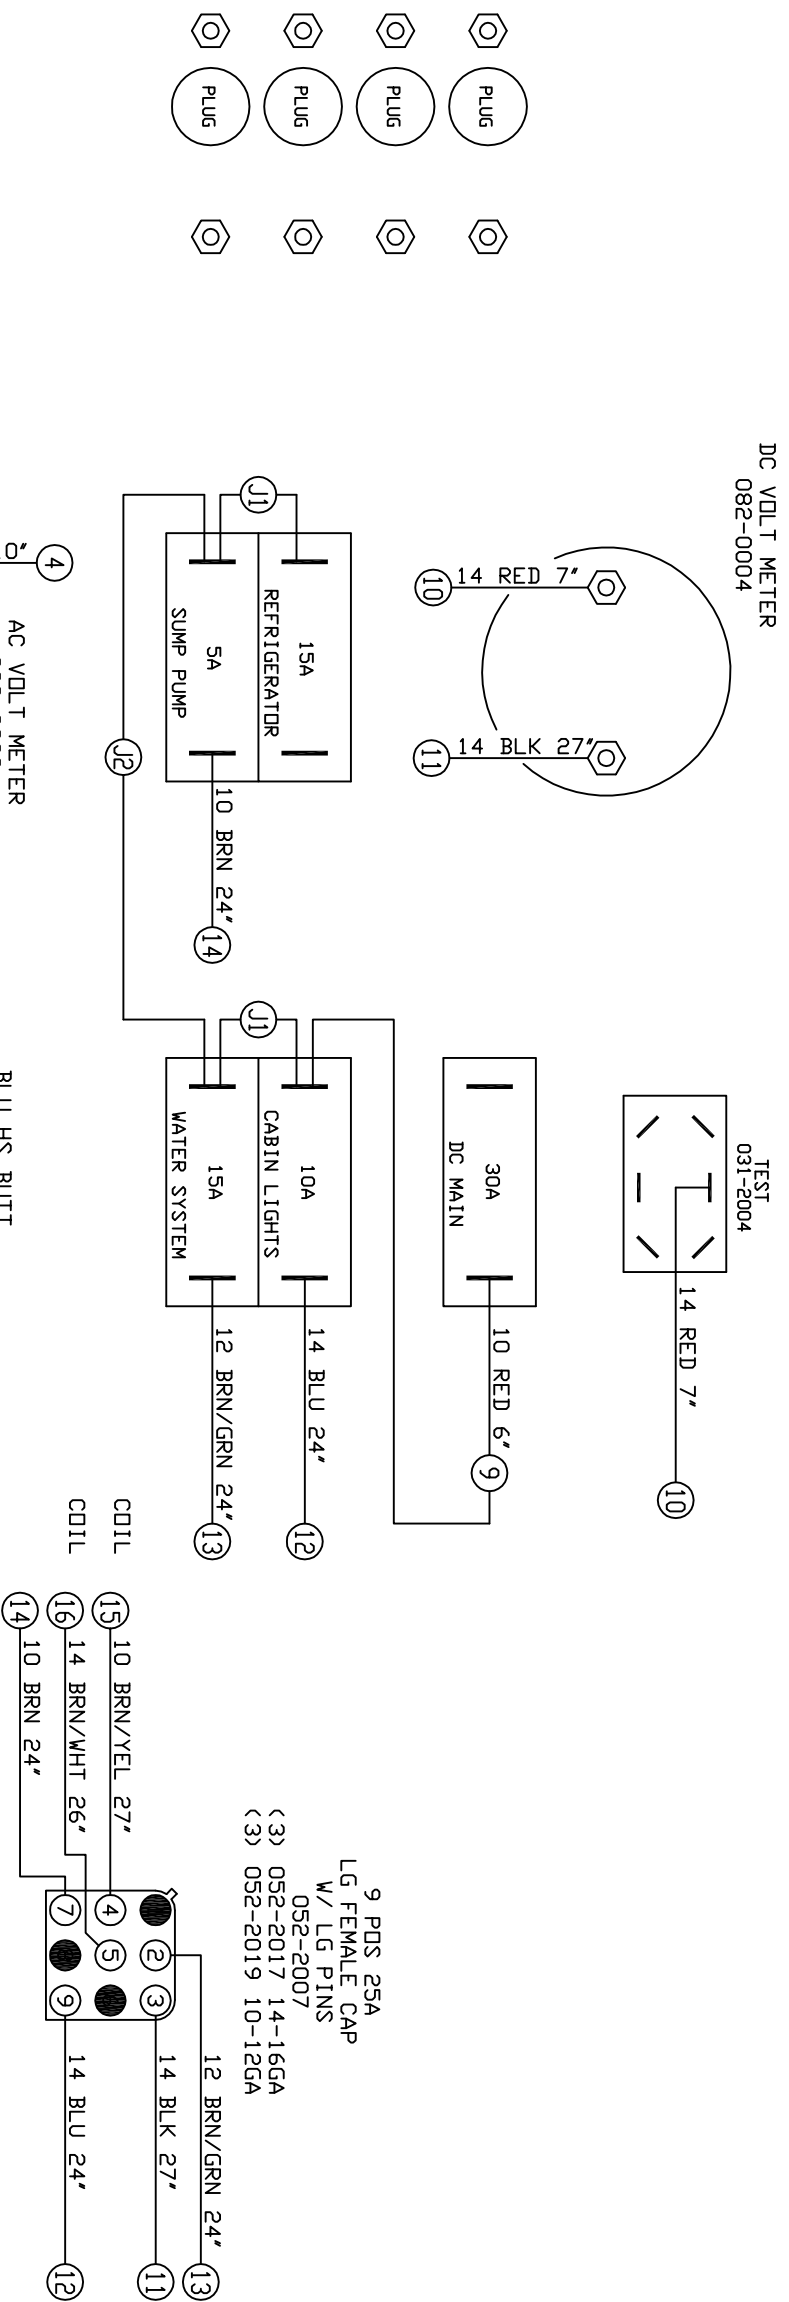 PLUG
PLUG
PLUG
PLUG
DC VOLT METER
082-0004
14 RED 7"
10
14 BLK 27"
11
TEST
031-2004
14 RED 7"
10
30A
DC MAIN
10 RED 6"
9
J1
15A
REFRIGERATOR
5A
SUMP PUMP
10 BRN 24"
14
J2
J1
10A
CABIN LIGHTS
14 BLU 24"
12
15A
WATER SYSTEM
12 BRN/GRN 24"
13
9 POS 25A
LG FEMALE CAP
W/ LG PINS
052-2007
(3) 052-2017 14-16GA
(3) 052-2019 10-12GA
COIL
15
10 BRN/YEL 27"
COIL
16
14 BRN/WHT 26"
14
10 BRN 24"
2
3
4
5
7
9
12 BRN/GRN 24"
13
14 BLK 27"
11
14 BLU 24"
12
0"
4
AC VOLT METER
BLU HS BUTT